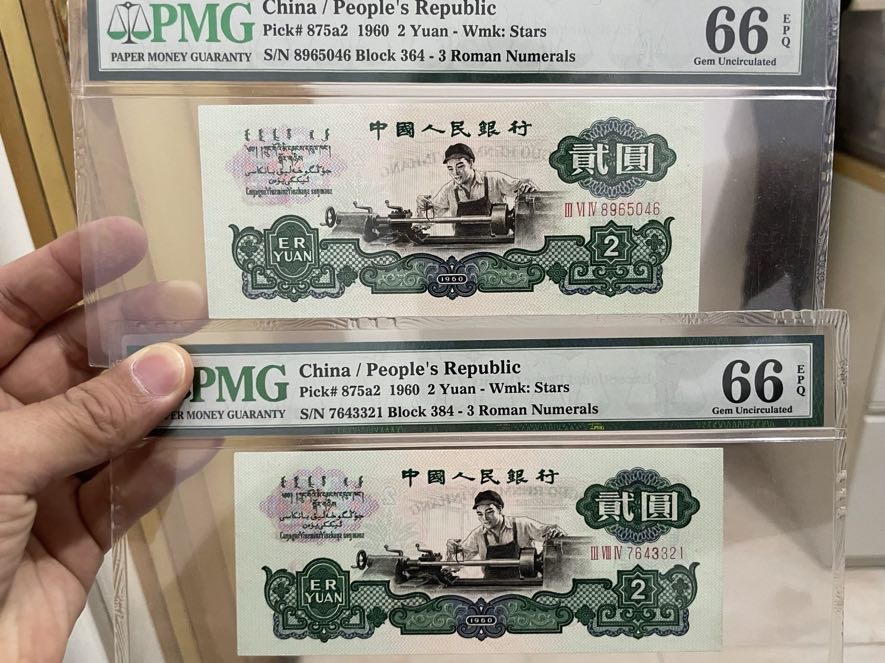 PMG
PAPER MONEY GUARANTY
China / People's Republic
Pick# 875a2 1960 2 Yuan - Wmk: Stars
S/N 8965046 Block 364 - 3 Roman Numerals
66 EPQ
Gem Uncirculated
中國人民銀行
貳圓
III VI IV 8965046
ER YUAN
2
1960
PMG
ER MONEY GUARANTY
China / People's Republic
Pick# 875a2 1960 2 Yuan - Wmk: Stars
S/N 7643321 Block 384 - 3 Roman Numerals
66 EPQ
Gem Uncirculated
中國人民銀行
貳圓
III VIII IV 7643321
ER YUAN
2
1960